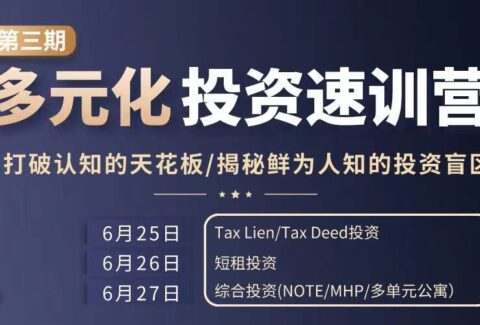 第三期
多元化投资速训营
打破认知的天花板/揭秘鲜为人知的投资盲区
6月25日 Tax Lien/Tax Deed投资
6月26日 短租投资
6月27日 综合投资(NOTE/MHP/多单元公寓)